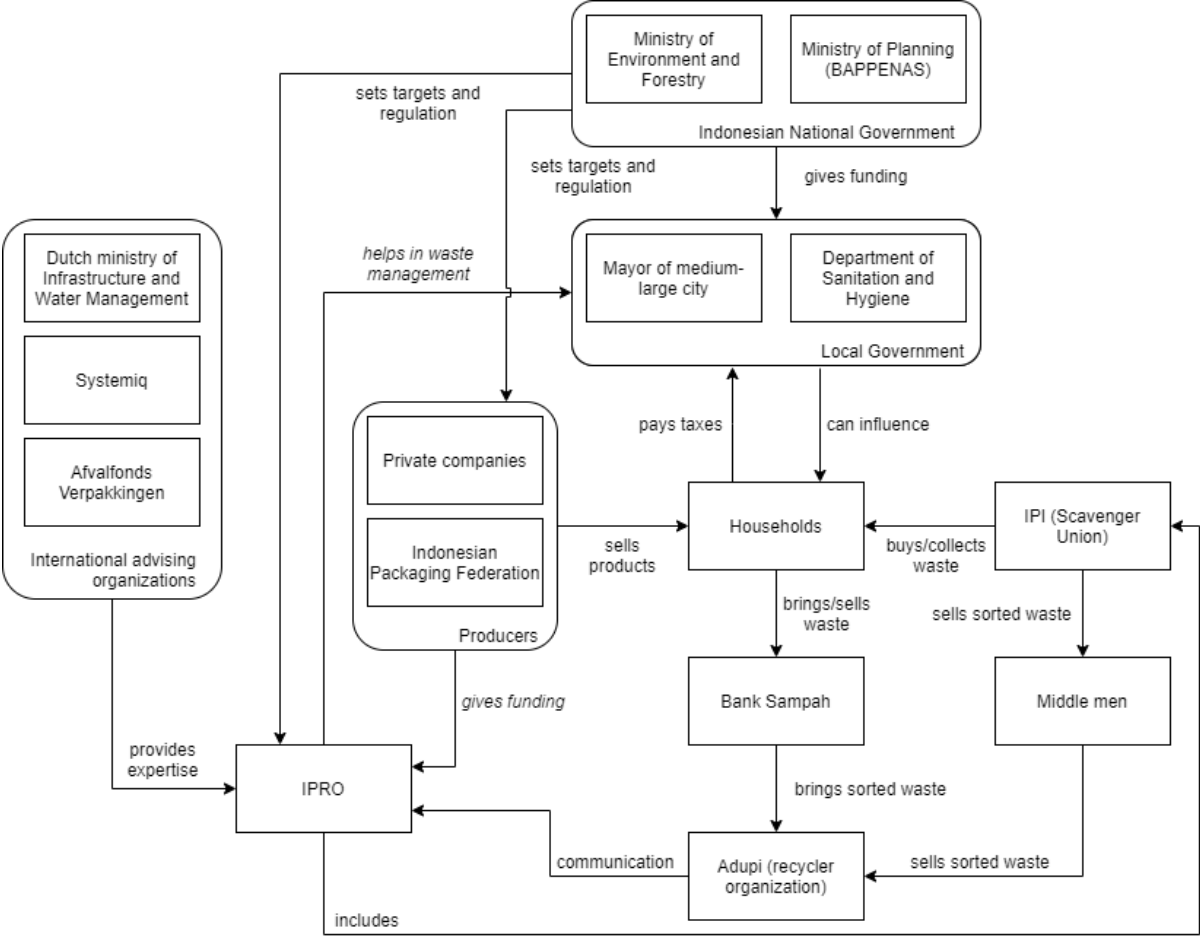 Ministry of
Environment and
Forestry
Ministry of Planning
(BAPPENAS)
Indonesian National Government
sets targets and
regulation
sets targets and
regulation
gives funding
Dutch ministry of
Infrastructure and
Water Management
Systemiq
Afvalfonds
Verpakkingen
International advising
organizations
helps in waste
management
Mayor of medium-
large city
Department of
Sanitation and
Hygiene
Local Government
pays taxes
can influence
Private companies
Indonesian
Packaging Federation
Producers
sells
products
Households
buys/collects
waste
IPI (Scavenger
Union)
brings/sells
waste
sells sorted waste
gives funding
Bank Sampah
Middle men
provides
expertise
IPRO
brings sorted waste
communication
Adupi (recycler
organization)
sells sorted waste
includes